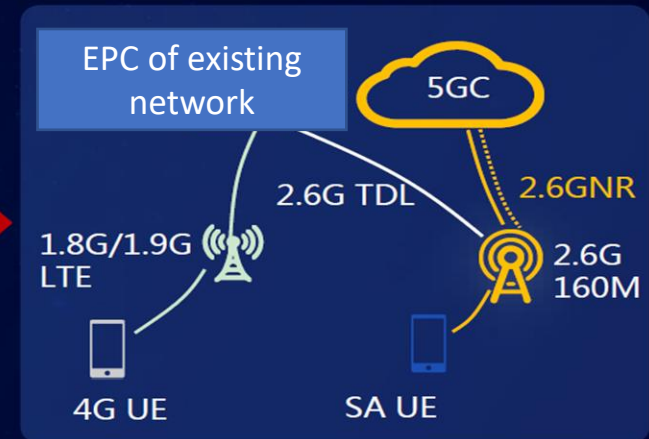 EPC of existing
network
5GC
2.6G TDL
2.6GNR
1.8G/1.9G
LTE
2.6G
160M
4G UE
SA UE